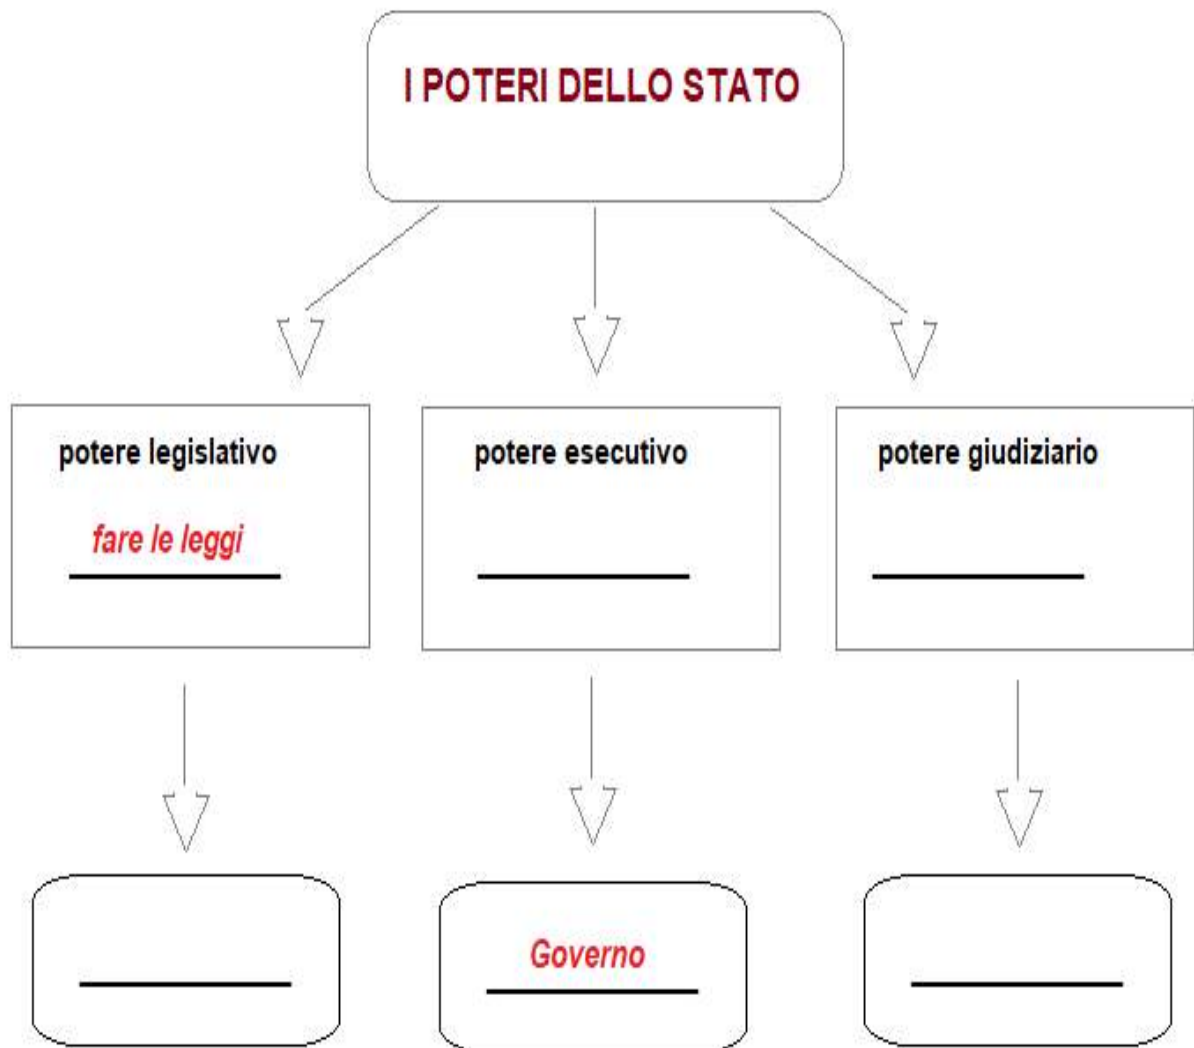 I POTERI DELLO STATO
potere legislativo
fare le leggi
potere esecutivo
potere giudiziario
Governo